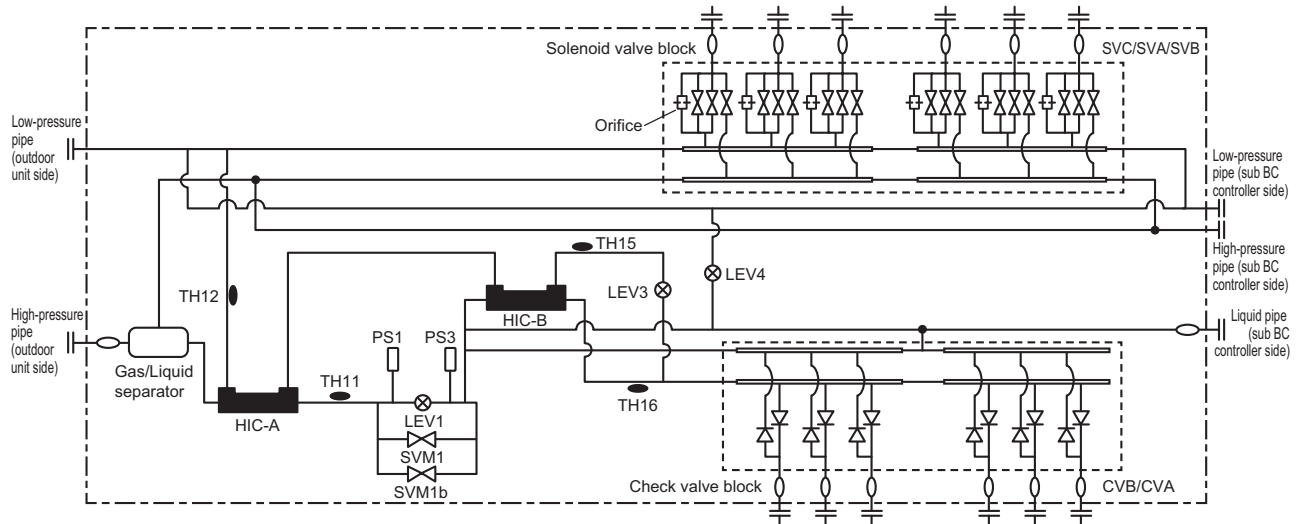 Solenoid valve block
SVC/SVA/SVB
Orifice
Low-pressure
pipe
(outdoor
unit side)
Low-pressure
pipe (sub BC
controller side)
High-pressure
pipe (sub BC
controller side)
TH15
LEV4
TH12
LEV3
HIC-B
High-pressure
pipe
(outdoor
unit side)
Liquid pipe
(sub BC
controller side)
PS1
PS3
Gas/Liquid
separator
TH11
TH16
HIC-A
LEV1
SVM1
SVM1b
Check valve block
CVB/CVA